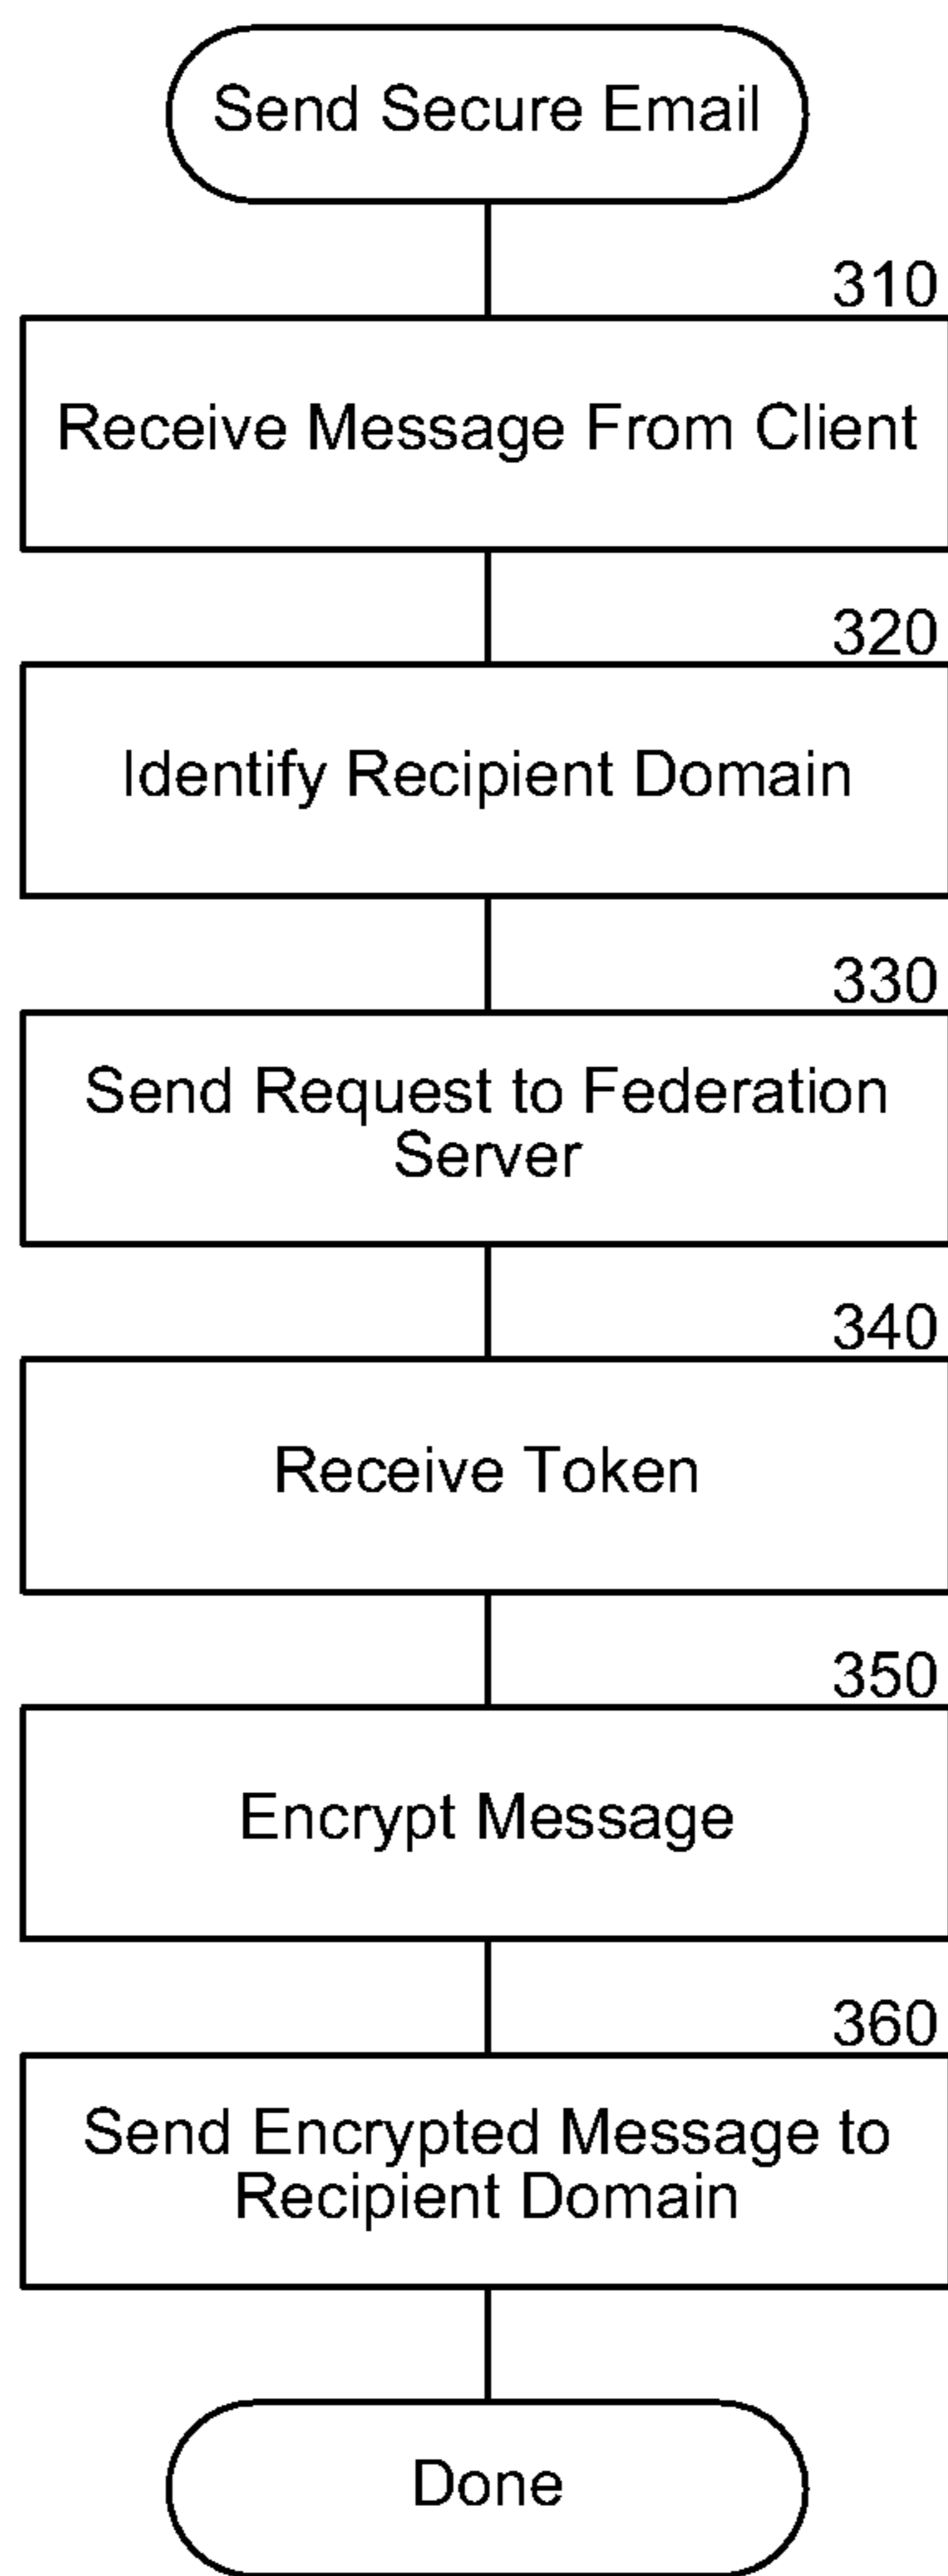 Send Secure Email
310
Receive Message From Client
320
Identify Recipient Domain
330
Send Request to Federation
Server
340
Receive Token
350
Encrypt Message
360
Send Encrypted Message to
Recipient Domain
Done